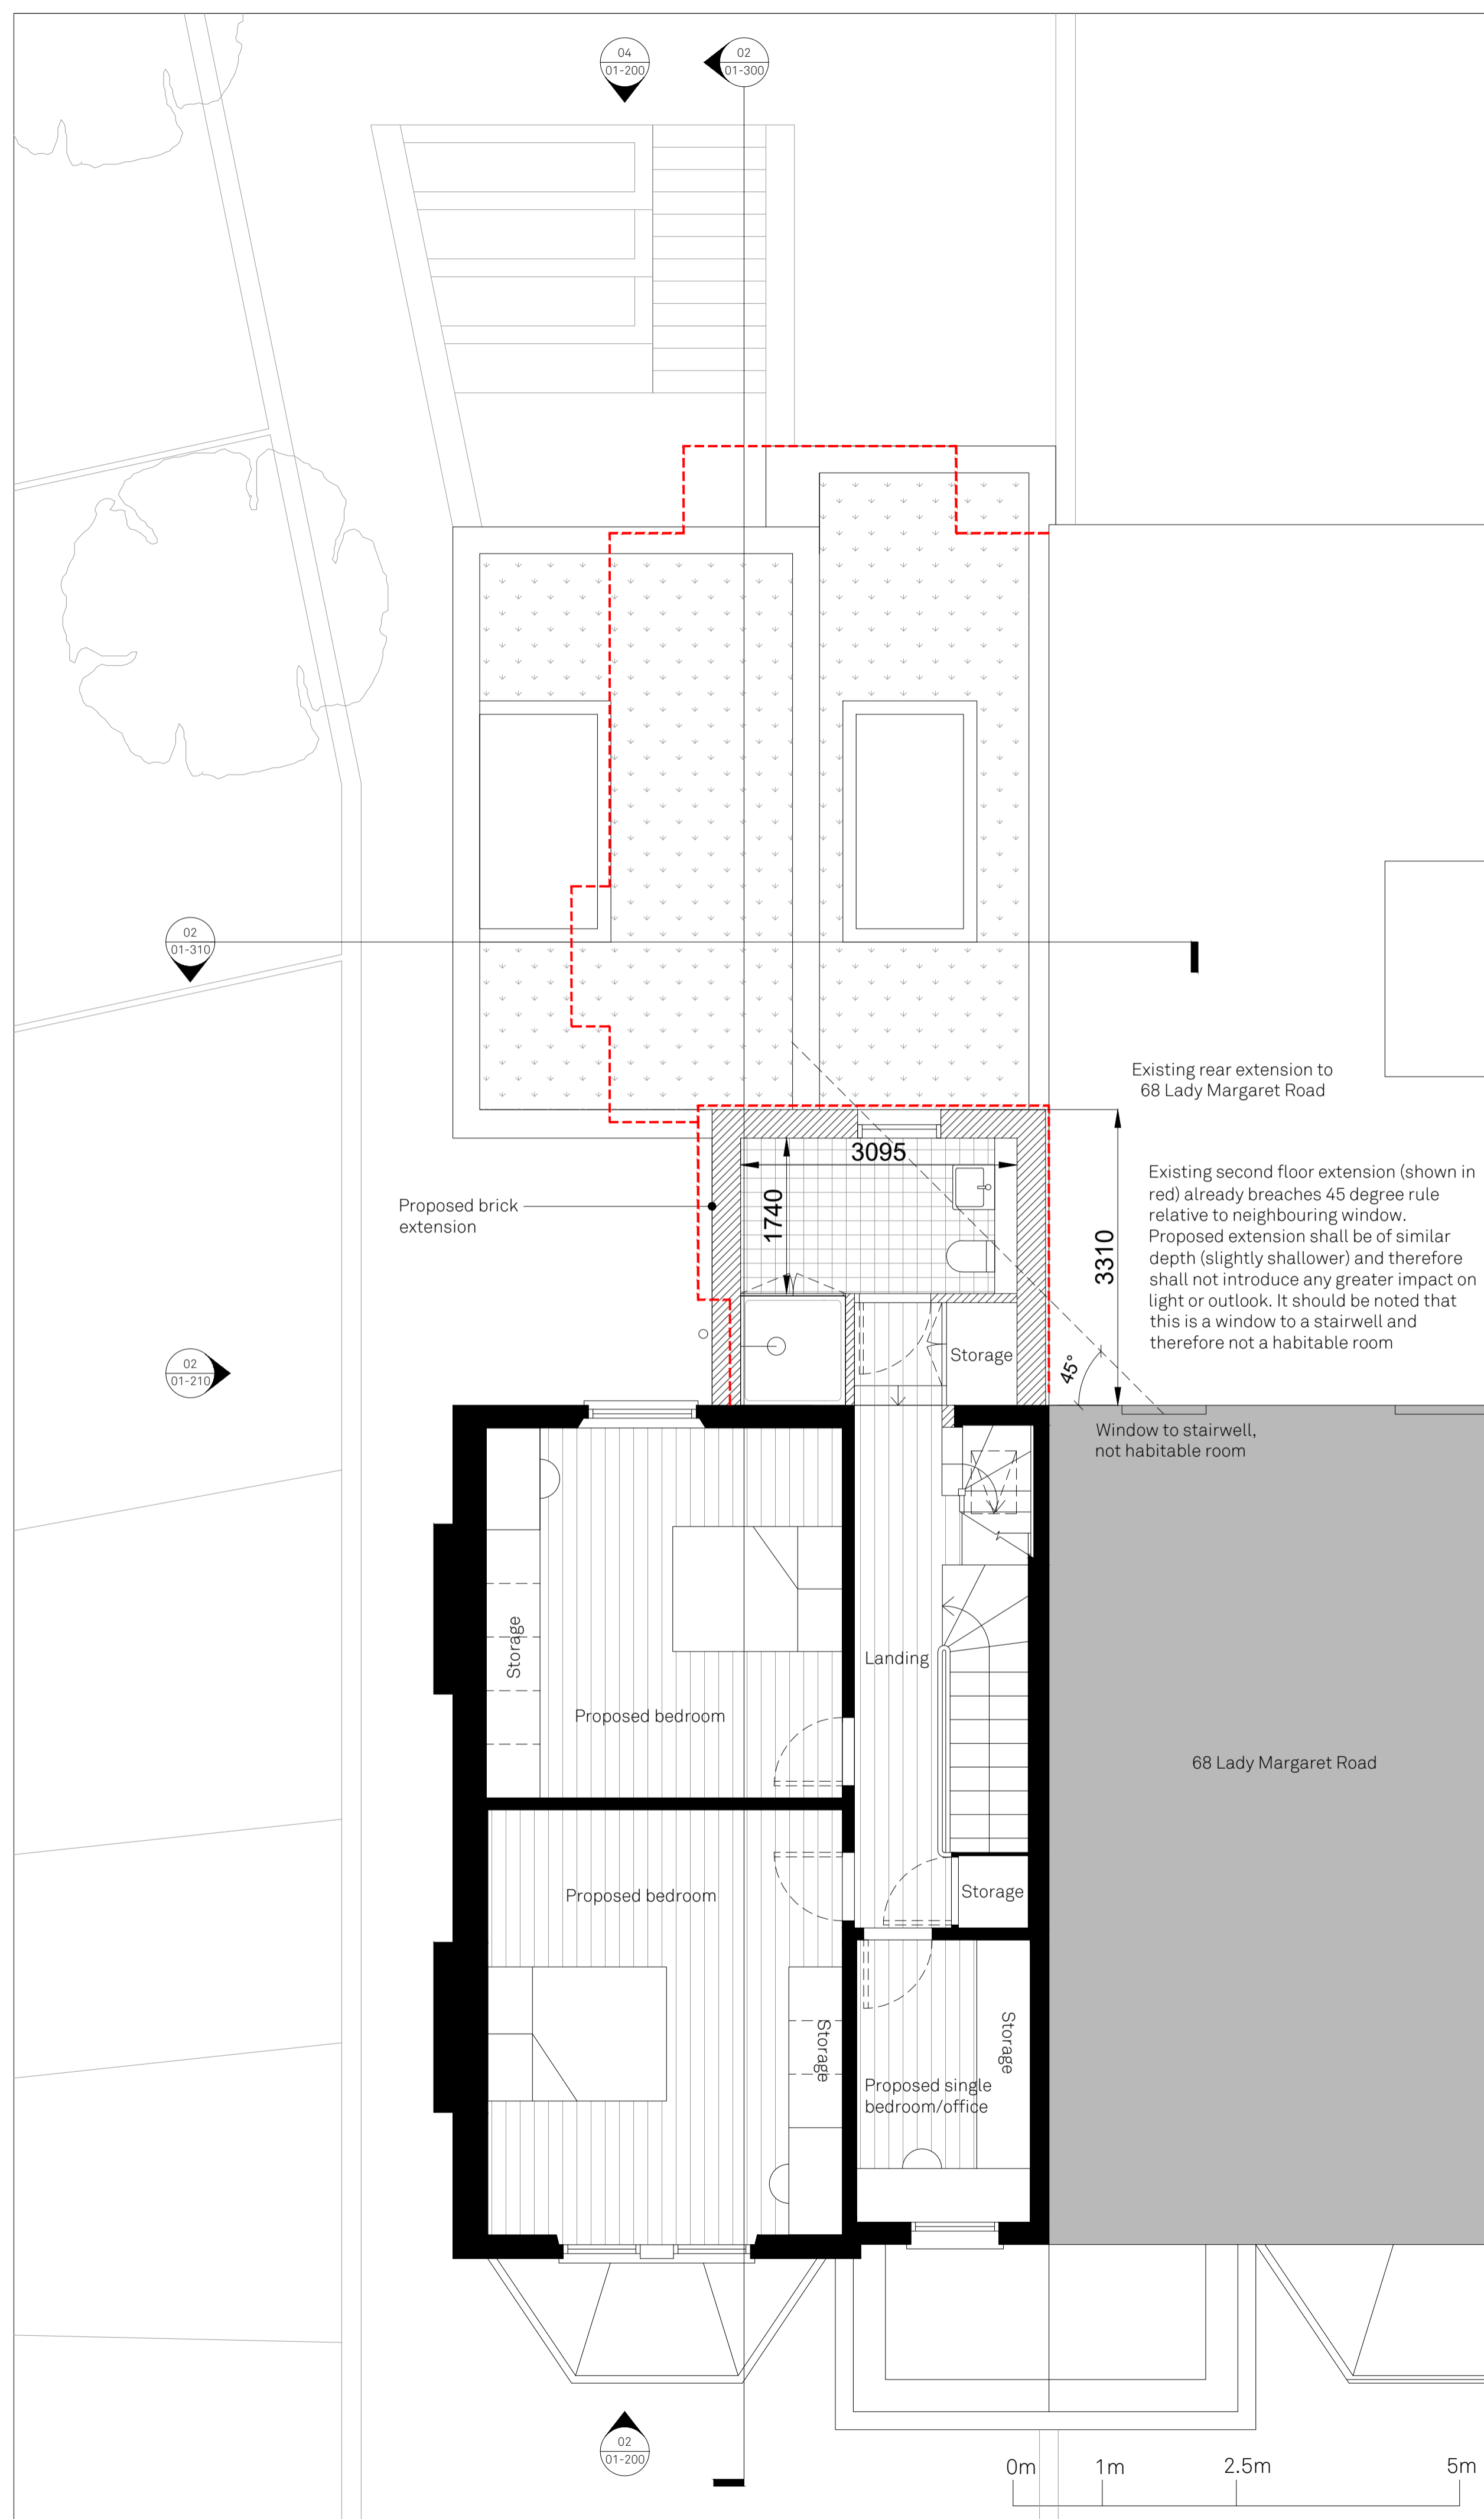 04
01-200
02
01-300
02
01-310
Existing rear extension to
68 Lady Margaret Road
3095
1740
3310
Proposed brick
extension
Existing second floor extension (shown in
red) already breaches 45 degree rule
relative to neighbouring window.
Proposed extension shall be of similar
depth (slightly shallower) and therefore
shall not introduce any greater impact on
light or outlook. It should be noted that
this is a window to a stairwell and
therefore not a habitable room
Storage
45°
02
01-210
Window to stairwell,
not habitable room
Storage
Landing
Proposed bedroom
68 Lady Margaret Road
Proposed bedroom
Storage
Storage
Storage
Proposed single
bedroom/office
02
01-200
0m
1m
2.5m
5m